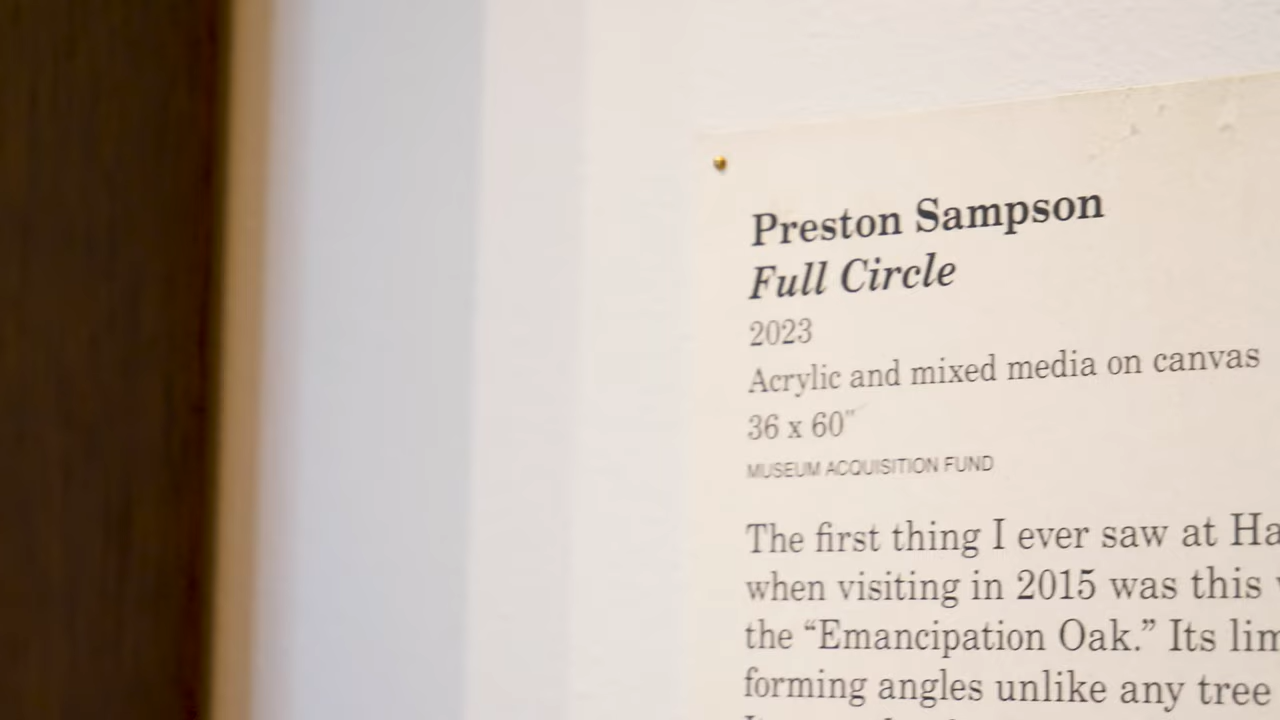 Preston Sampson
Full Circle
2023
Acrylic and mixed media on canvas
36 x 60"
MUSEUM ACQUISITION FUND
The first thing I ever saw at
when visiting in 2015 was this
the “Emancipation Oak.” Its
forming angles unlike any tree